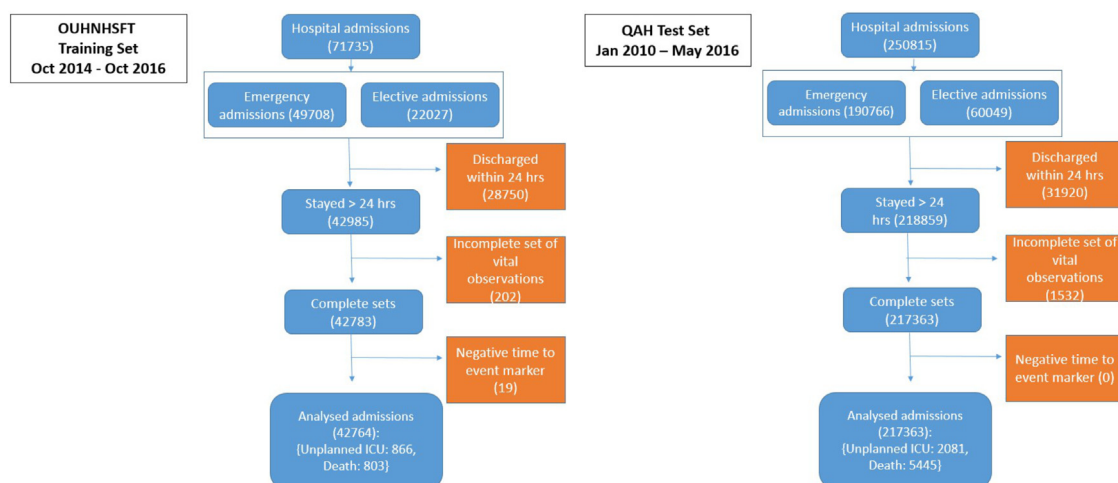 OUHNHSFT
Training Set
Oct 2014 - Oct 2016
Hospital admissions
(71735)
Emergency
admissions (49708)
Elective admissions
(22027)
Discharged
within 24 hrs
(28750)
Stayed > 24 hrs
(42985)
Incomplete set of
vital
observations
(202)
Complete sets
(42783)
Negative time to
event marker
(19)
Analysed admissions
(42764):
{Unplanned ICU: 866,
Death: 803}
QAH Test Set
Jan 2010 – May 2016
Hospital admissions
(250815)
Emergency
admissions (190766)
Elective admissions
(60049)
Discharged
within 24 hrs
(31920)
Stayed > 24
hrs (218859)
Incomplete set of
vital
observations
(1532)
Complete sets
(217363)
Negative time to
event marker (0)
Analysed admissions
(217363):
{Unplanned ICU: 2081,
Death: 5445}